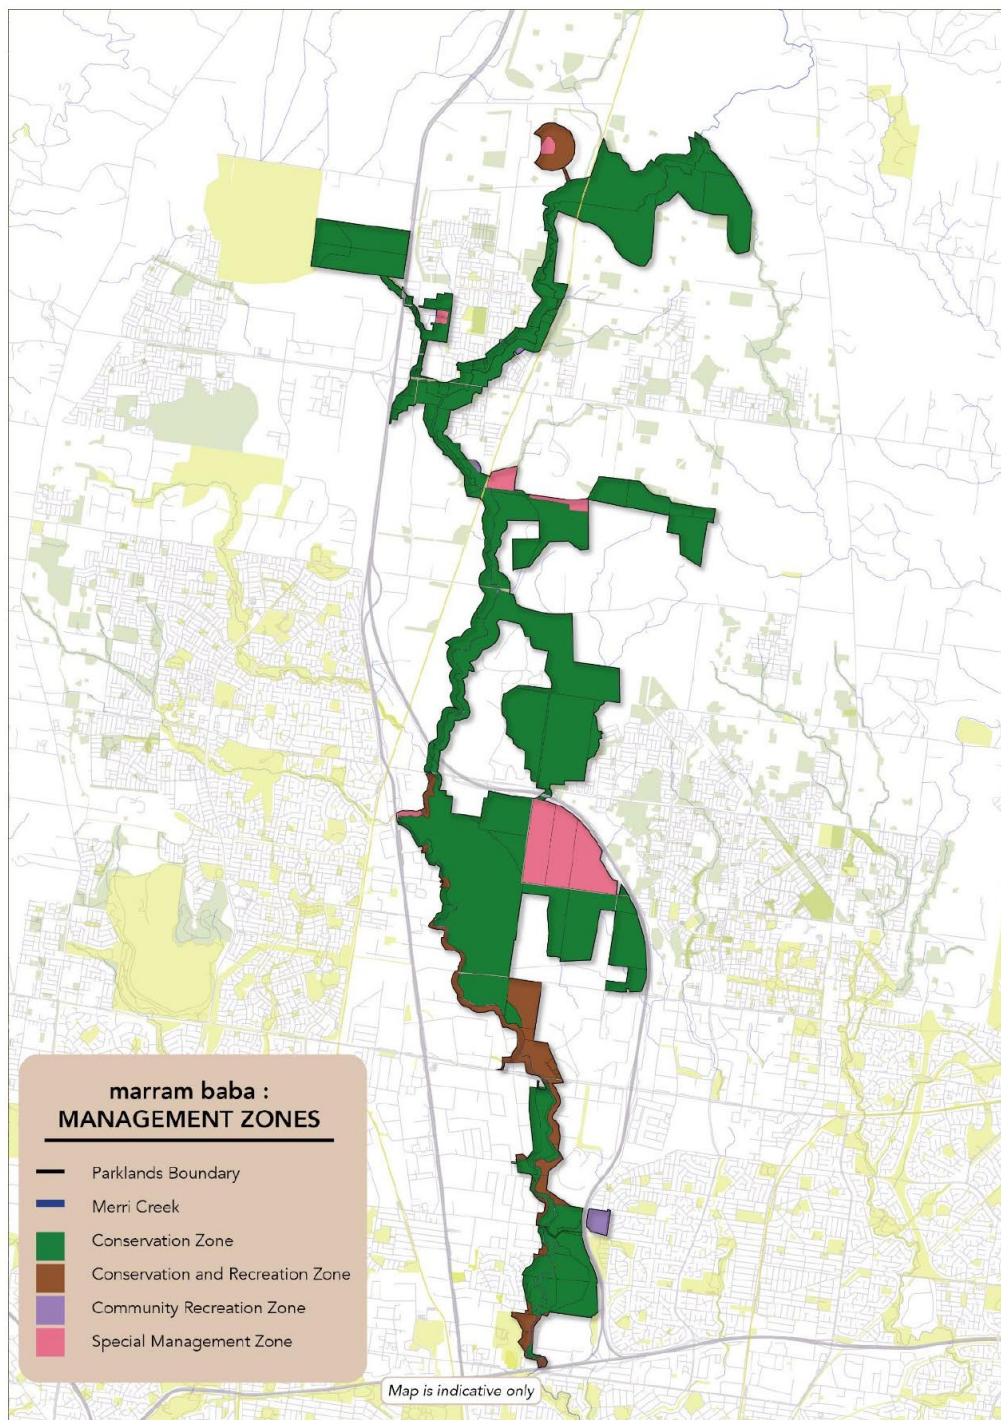 marram baba :
MANAGEMENT ZONES
Parklands Boundary
Merri Creek
Conservation Zone
Conservation and Recreation Zone
Community Recreation Zone
Special Management Zone
Map is indicative only